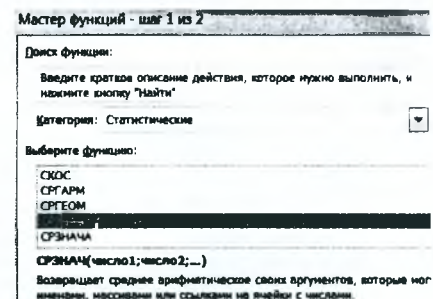 Мастер функций - шаг 1 из 2
Поиск функции:
Введите краткое описание действия, которое нужно выполнить, и
нажмите кнопку "Найти"
Категория: Статистические
Выберите функцию:
СКОС
СРГАРМ
СРГЕОМ
СРЗНАЧА
СРЗНАЧ(число1;число2;...)
Возвращает среднее арифметическое своих аргументов, которые мог
именами, массивами или ссылками на ячейки с числами.